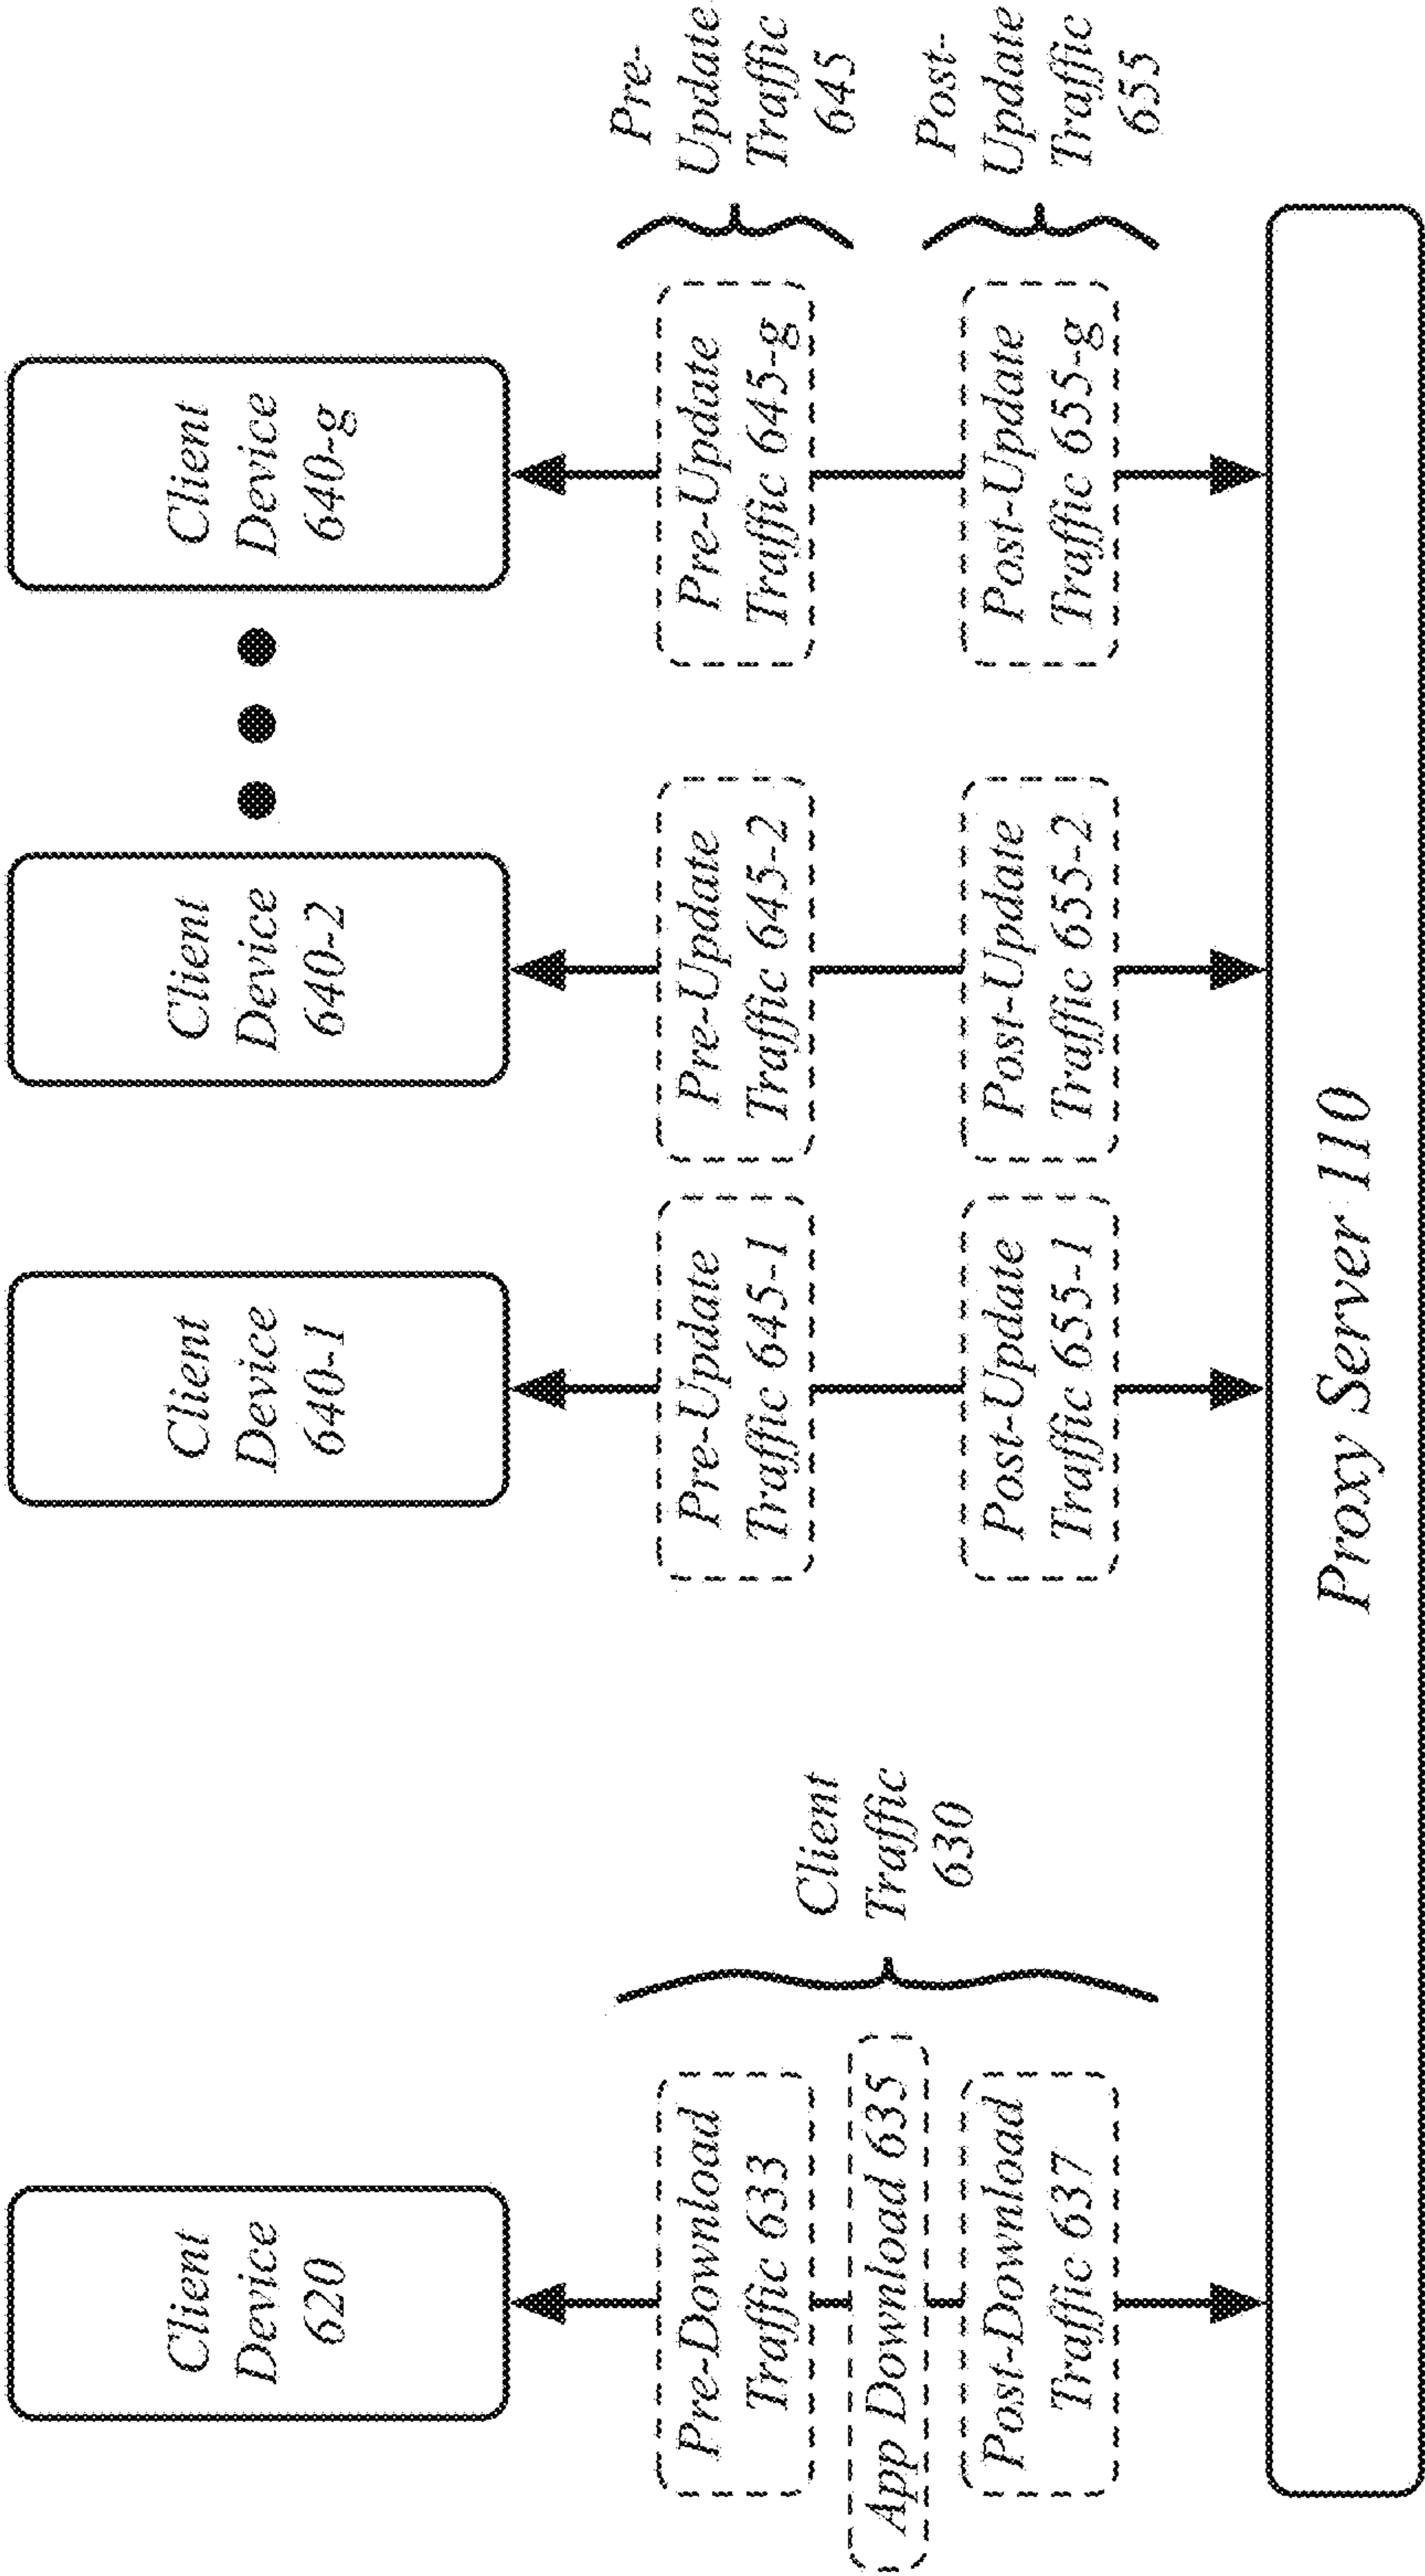 Client
Device
620
Client
Device
640-1
Client
Device
640-2
Client
Device
640-g
Pre-Download
Traffic 633
App Download 635
Post-Download
Traffic 637
Client
Traffic
630
Pre-Update
Traffic 645-1
Pre-Update
Traffic 645-2
Pre-Update
Traffic 645-g
Pre-
Update
Traffic
645
Post-Update
Traffic 655-1
Post-Update
Traffic 655-2
Post-Update
Traffic 655-g
Post-
Update
Traffic
655
Proxy Server 110